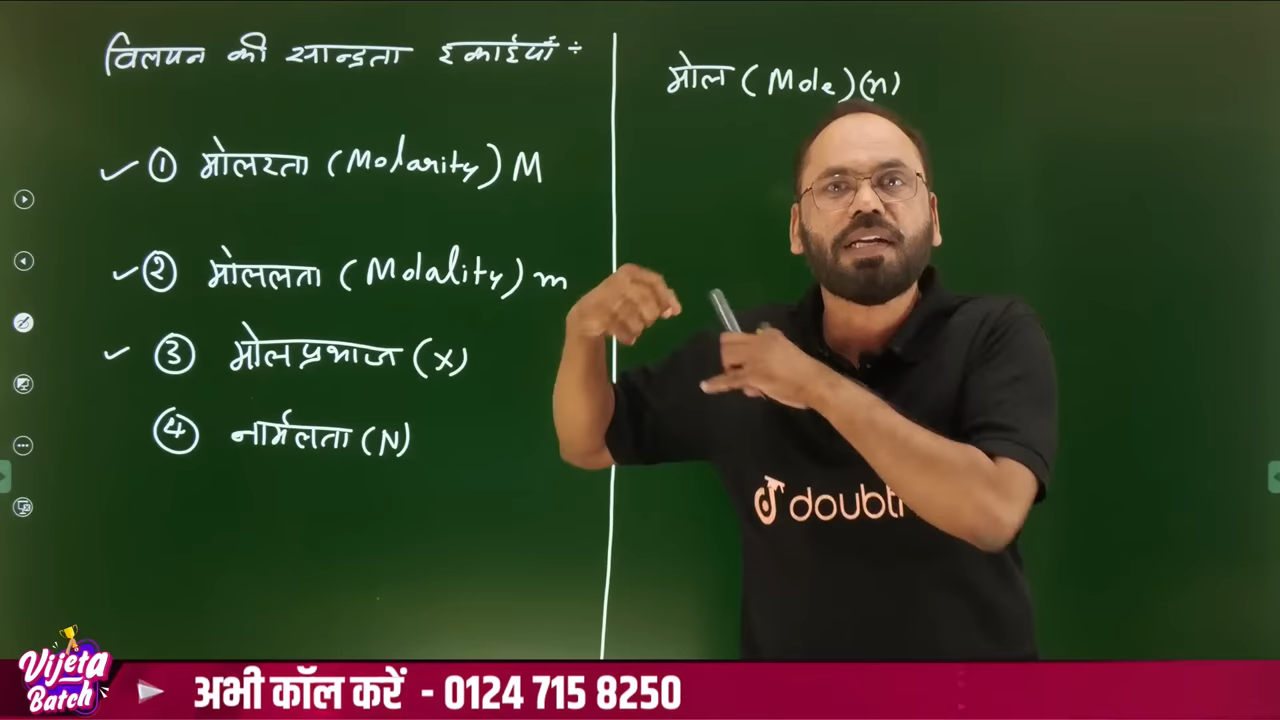 विलयन की सान्द्रता इकाईयाँ ÷
① मोलरता (Molarity) M
② मोललता (Molality) m
③ मोल प्रभाज (x)
④ नार्मलता (N)
मोल (Mole) (n)
doubt
Vijeta Batch
अभी कॉल करें - 0124 715 8250